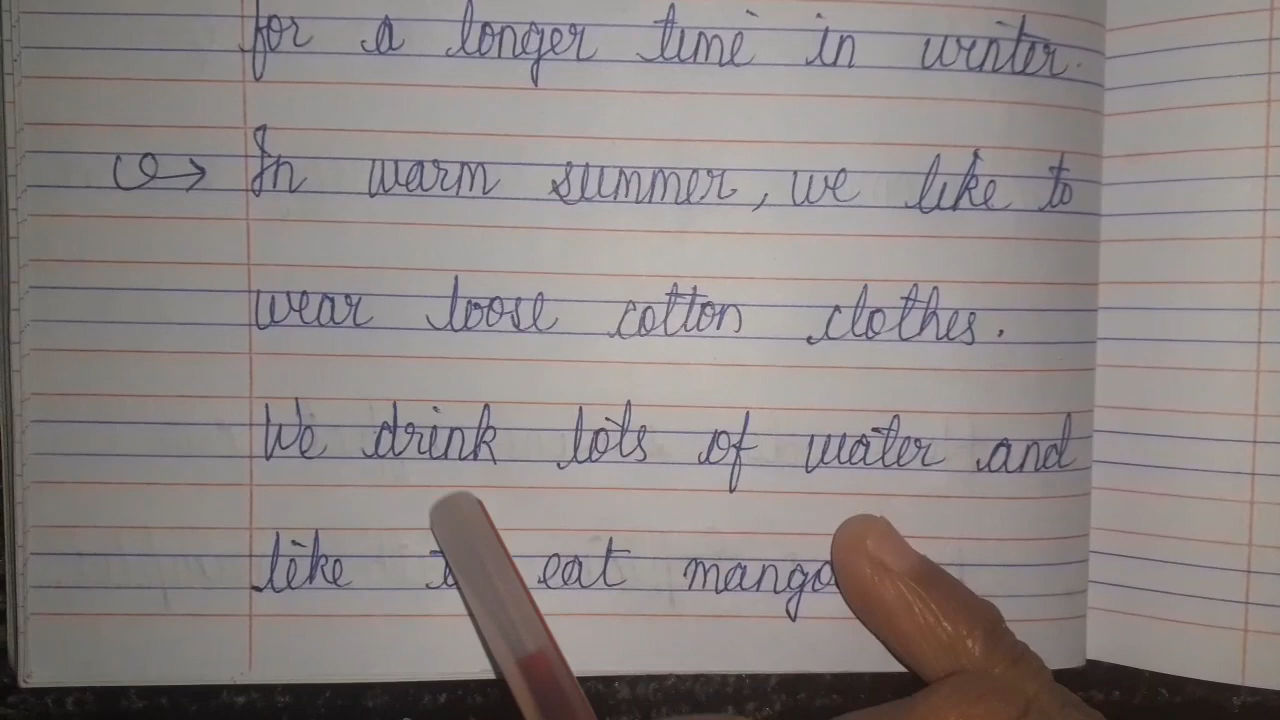 for a longer time in winter.
→ In warm summer, we like to
wear loose cotton clothes.
We drink lots of water and
like eat